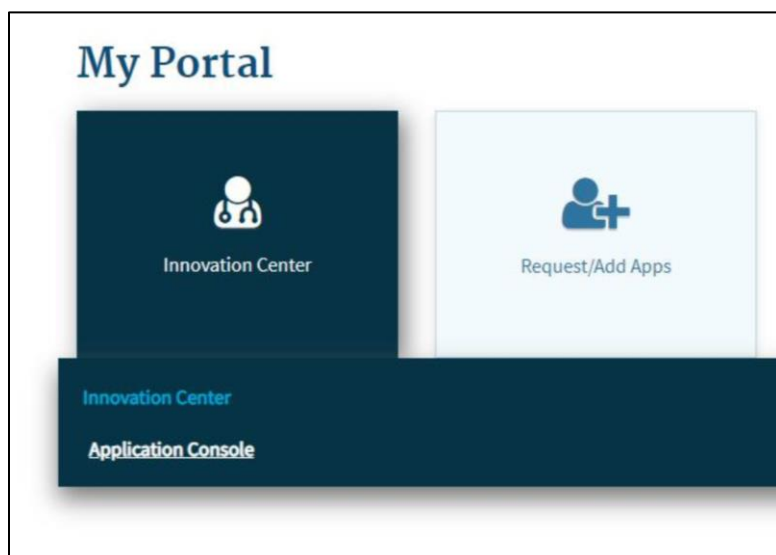 My Portal
Innovation Center
Request/Add Apps
Innovation Center
Application Console